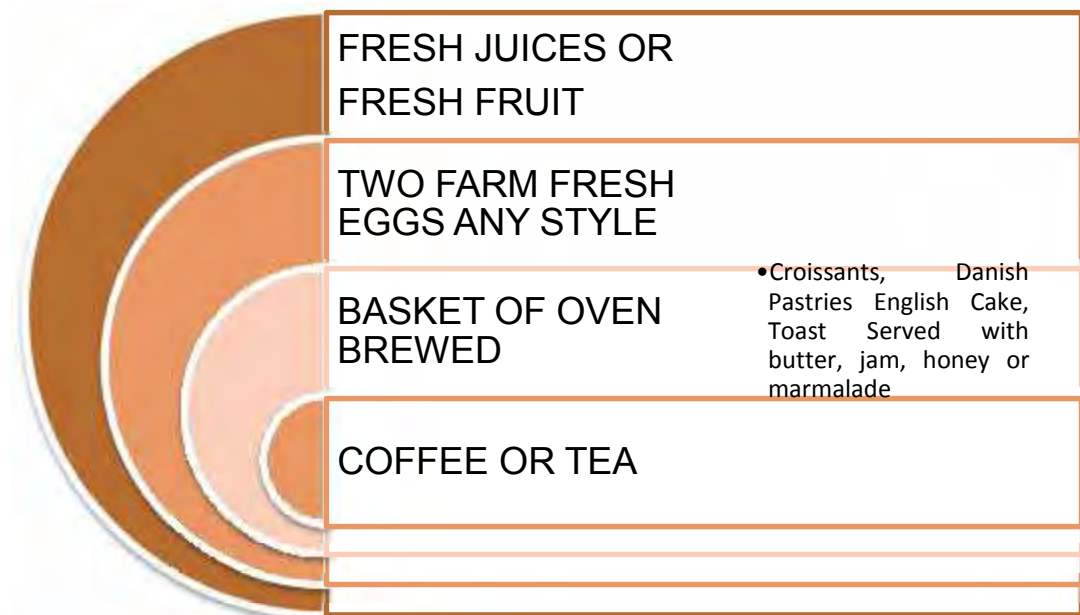 FRESH JUICES OR
FRESH FRUIT
TWO FARM FRESH
EGGS ANY STYLE
BASKET OF OVEN
BREWED
•Croissants, Danish
Pastries English Cake,
Toast Served with
butter, jam, honey or
marmalade
COFFEE OR TEA